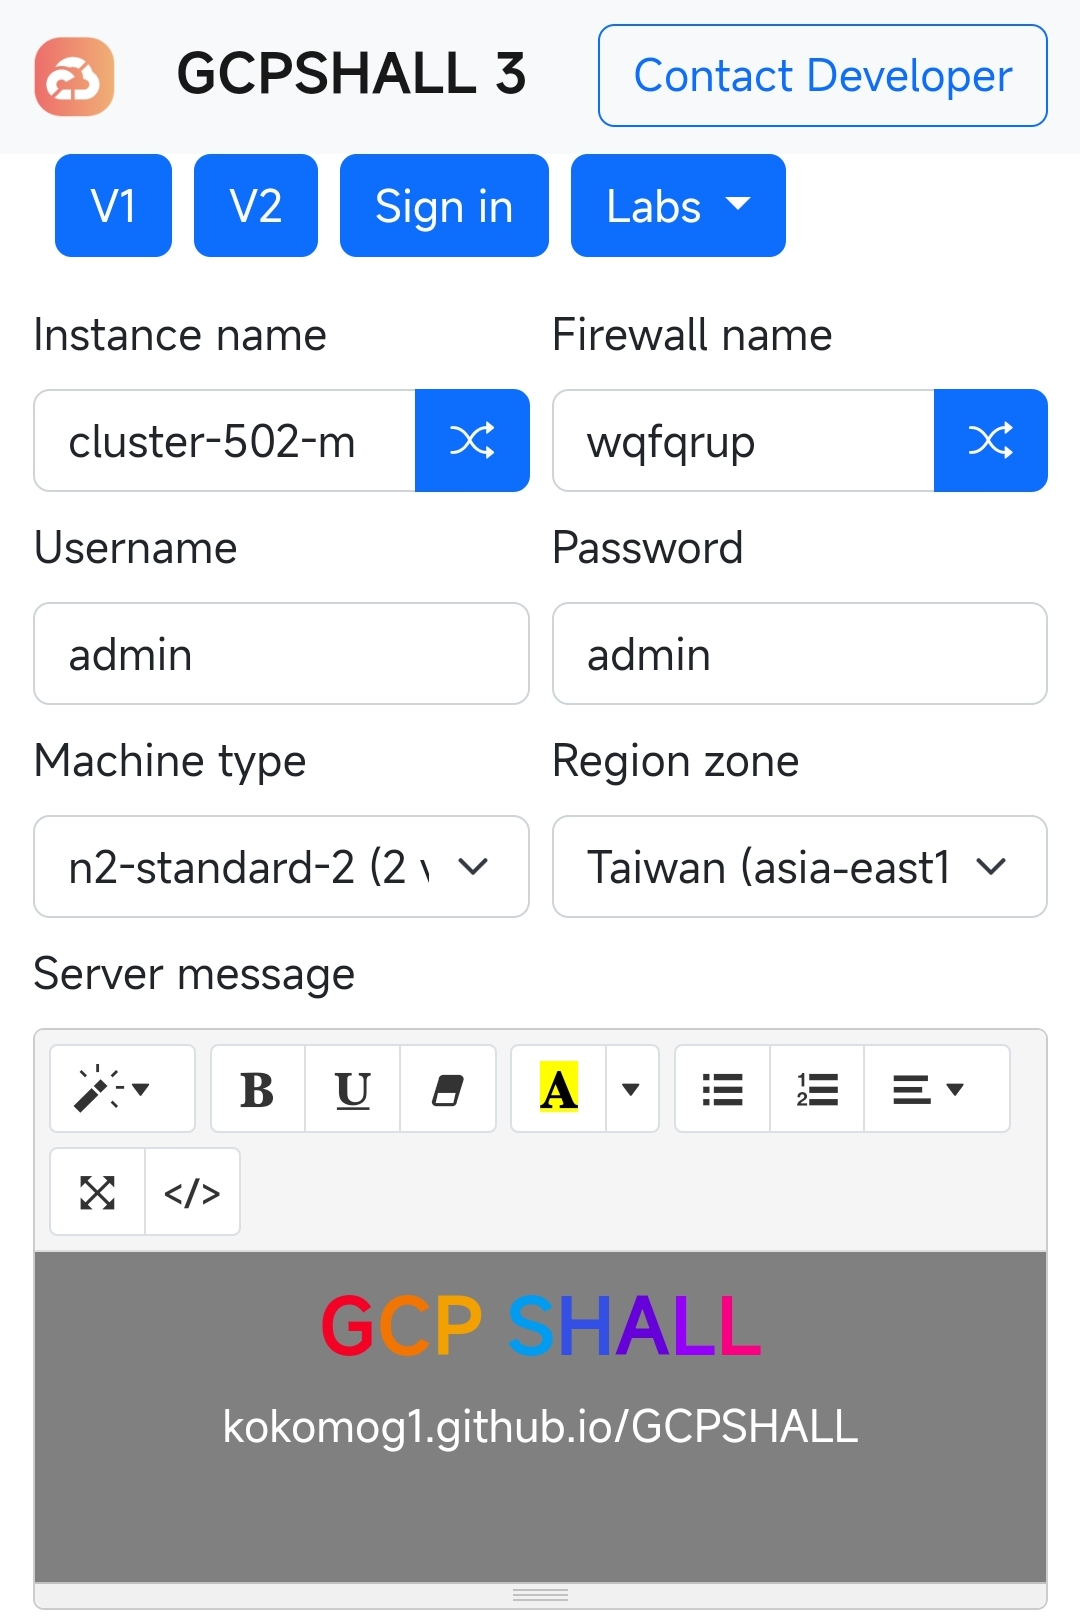 GCPSHALL 3
Contact Developer
V1
V2
Sign in
Labs
Instance name
Firewall name
cluster-502-m
wqfqrup
Username
Password
admin
admin
Machine type
Region zone
n2-standard-2 (2
Taiwan (asia-east1
Server message
B
U
A
</>
GCP SHALL
kokomog1.github.io/GCPSHALL